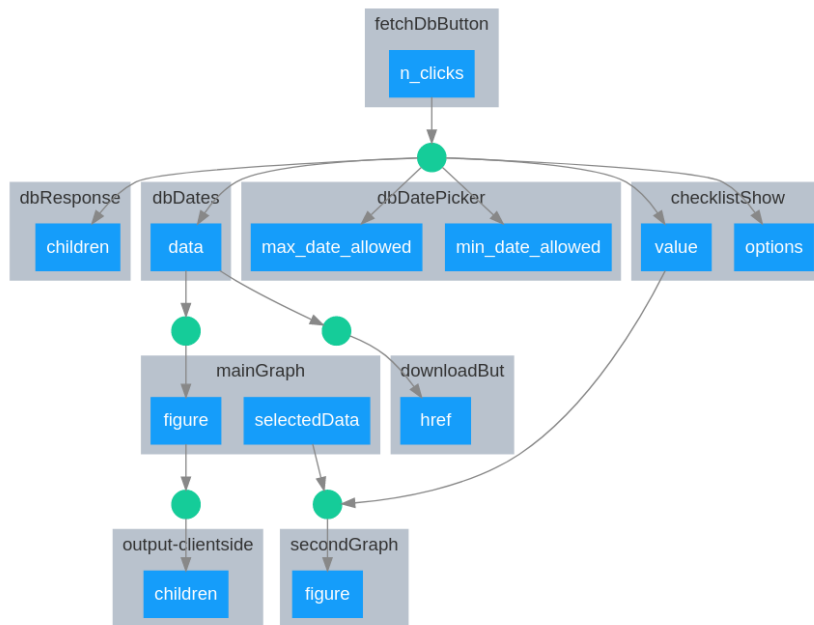 fetchDbButton
n_clicks
dbResponse
dbDates
dbDatePicker
checklistShow
children
data
max_date_allowed
min_date_allowed
value
options
mainGraph
downloadBut
figure
selectedData
href
output-clientside
secondGraph
children
figure